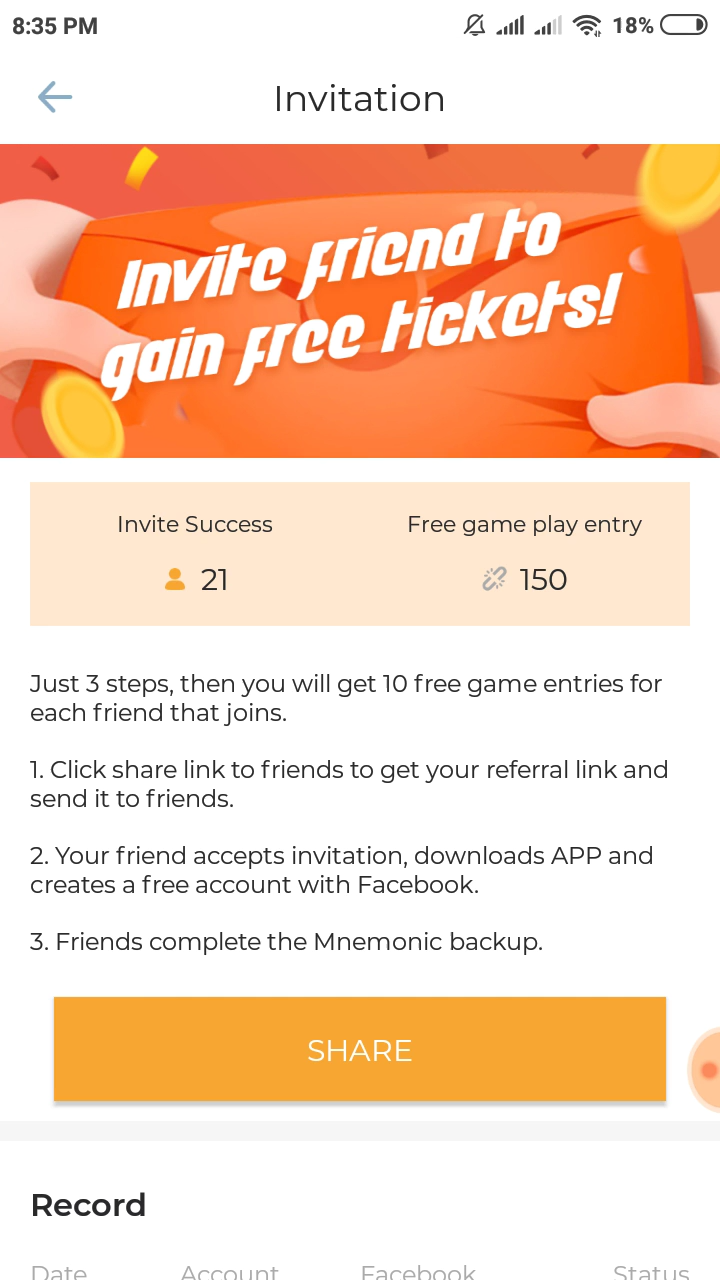 8:35 PM 18%
Invitation
Invite friend to
gain free tickets!
Invite Success Free game play entry
21 150
Just 3 steps, then you will get 10 free game entries for
each friend that joins.
1. Click share link to friends to get your referral link and
send it to friends.
2. Your friend accepts invitation, downloads APP and
creates a free account with Facebook.
3. Friends complete the Mnemonic backup.
SHARE
Record
Date Account Facebook Status